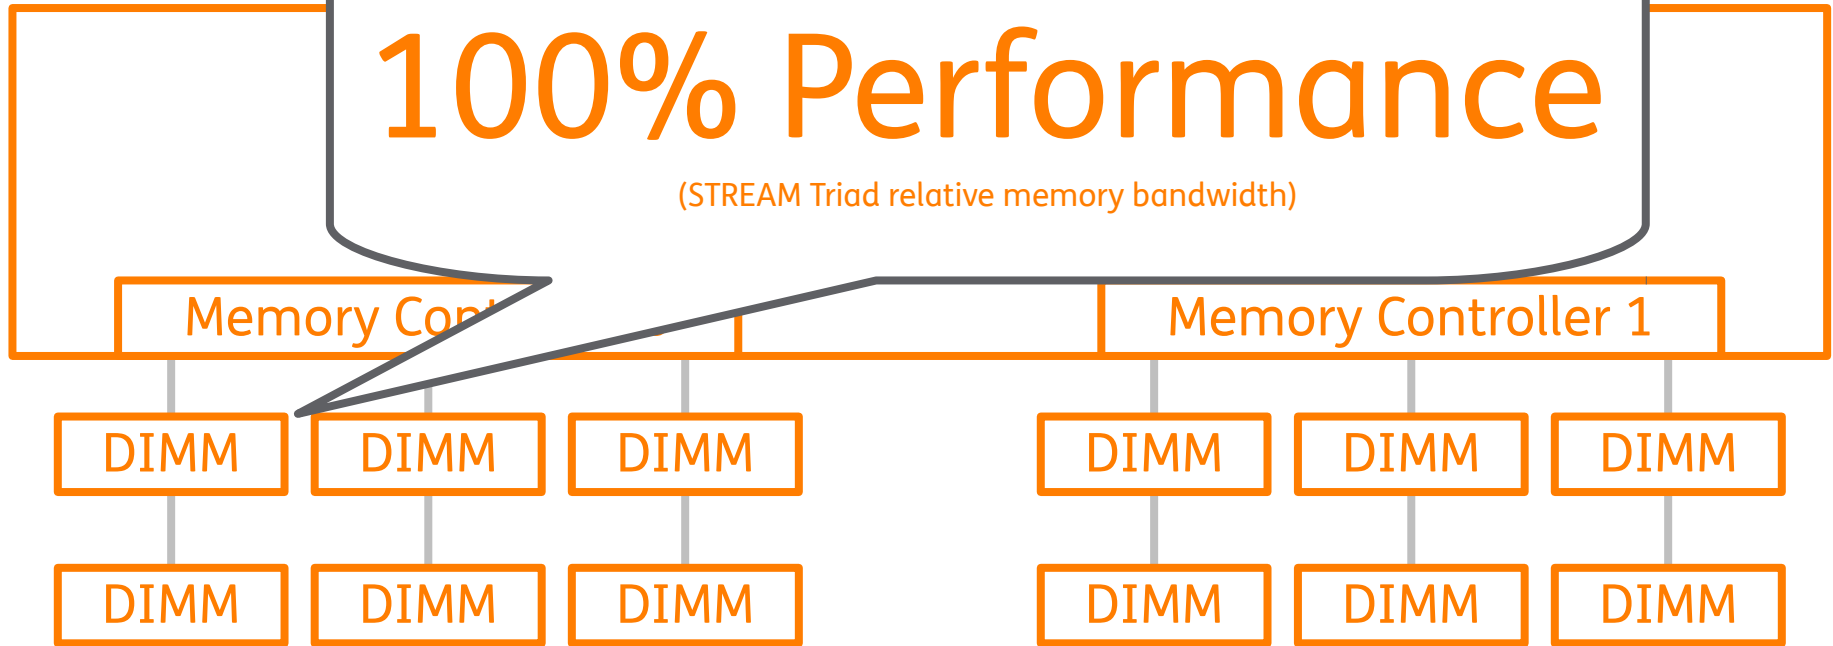 100% Performance
(STREAM Triad relative memory bandwidth)
Memory
Memory Controller 1
DIMM DIMM DIMM DIMM DIMM DIMM
DIMM DIMM DIMM DIMM DIMM DIMM